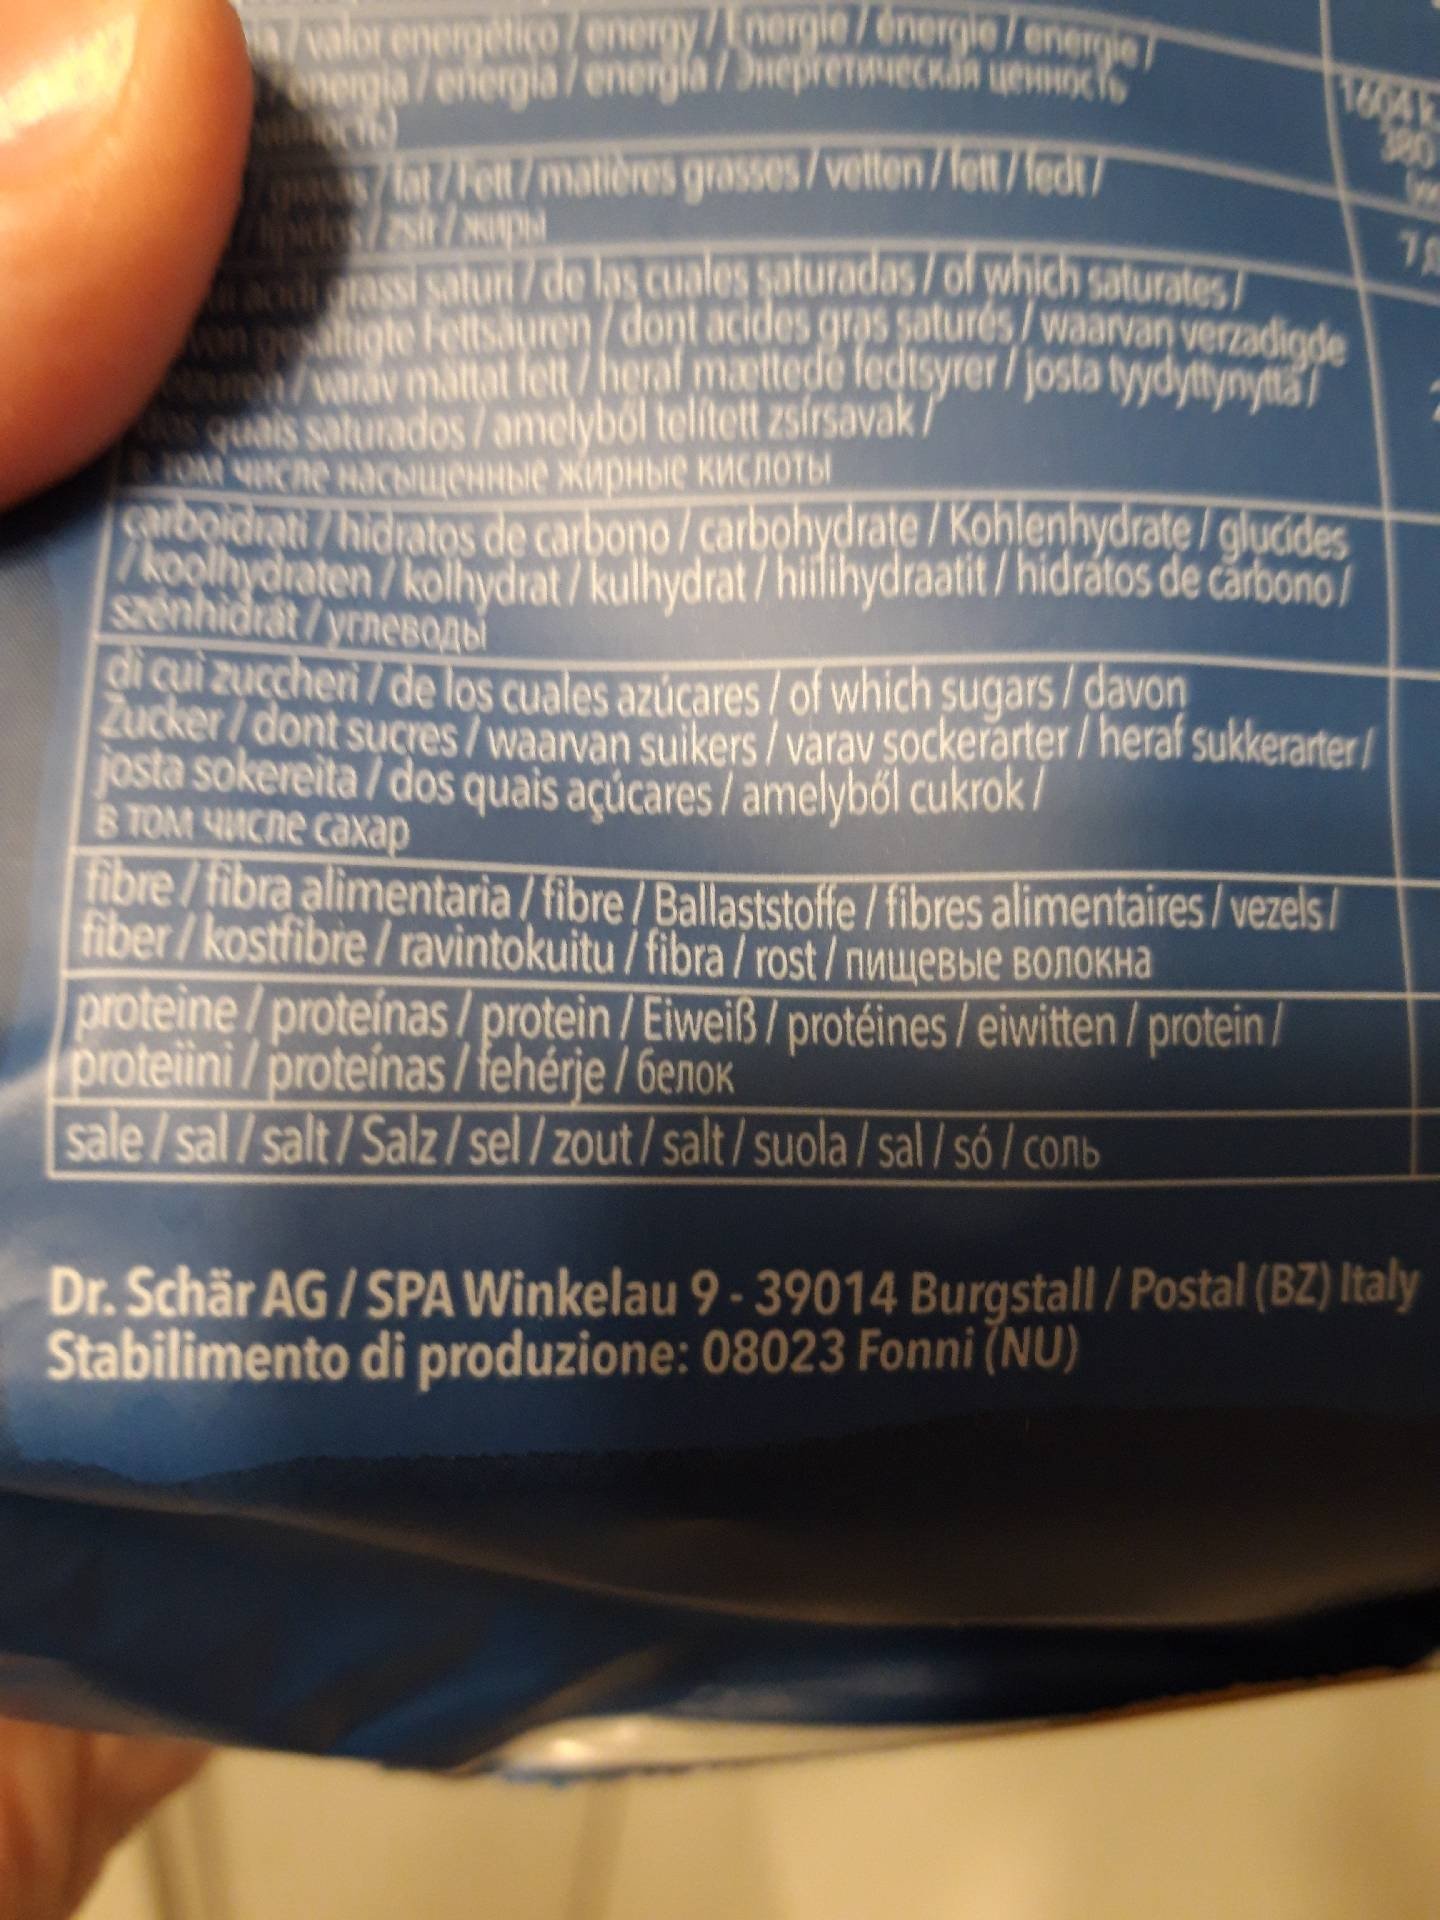 / valor energético / energy / Energie / énergie / energie /
energia / energia / energia / Энергетическая ценность
1604 k
380
grasas / fat / Fett / matières grasses / vetten / fett / fedt /
lípidos / zsír / жиры
7,
acidi grassi saturi / de las cuales saturadas / of which saturates /
gesättigte Fettsäuren / dont acides gras saturés / waarvan verzadigde
/ varav mättat fett / heraf mættede fedtsyrer / josta tyydyttynyttä /
dos quais saturados / amelyből telített zsírsavak /
в том числе насыщенные жирные кислоты
carboidrati / hidratos de carbono / carbohydrate / Kohlenhydrate / glucides
/ koolhydraten / kolhydrat / kulhydrat / hiilihydraatit / hidratos de carbono /
szénhidrát / углеводы
di cui zuccheri / de los cuales azúcares / of which sugars / davon
Zucker / dont sucres / waarvan suikers / varav sockerarter / heraf sukkerarter /
josta sokereita / dos quais açúcares / amelyből cukrok /
в том числе сахар
fibre / fibra alimentaria / fibre / Ballaststoffe / fibres alimentaires / vezels /
fiber / kostfibre / ravintokuitu / fibra / rost / пищевые волокна
proteine / proteínas / protein / Eiweiß / protéines / eiwitten / protein /
proteiini / proteínas / fehérje / белок
sale / sal / salt / Salz / sel / zout / salt / suola / sal / só / соль
Dr. Schär AG / SPA Winkelau 9 - 39014 Burgstall / Postal (BZ) Italy
Stabilimento di produzione: 08023 Fonni (NU)